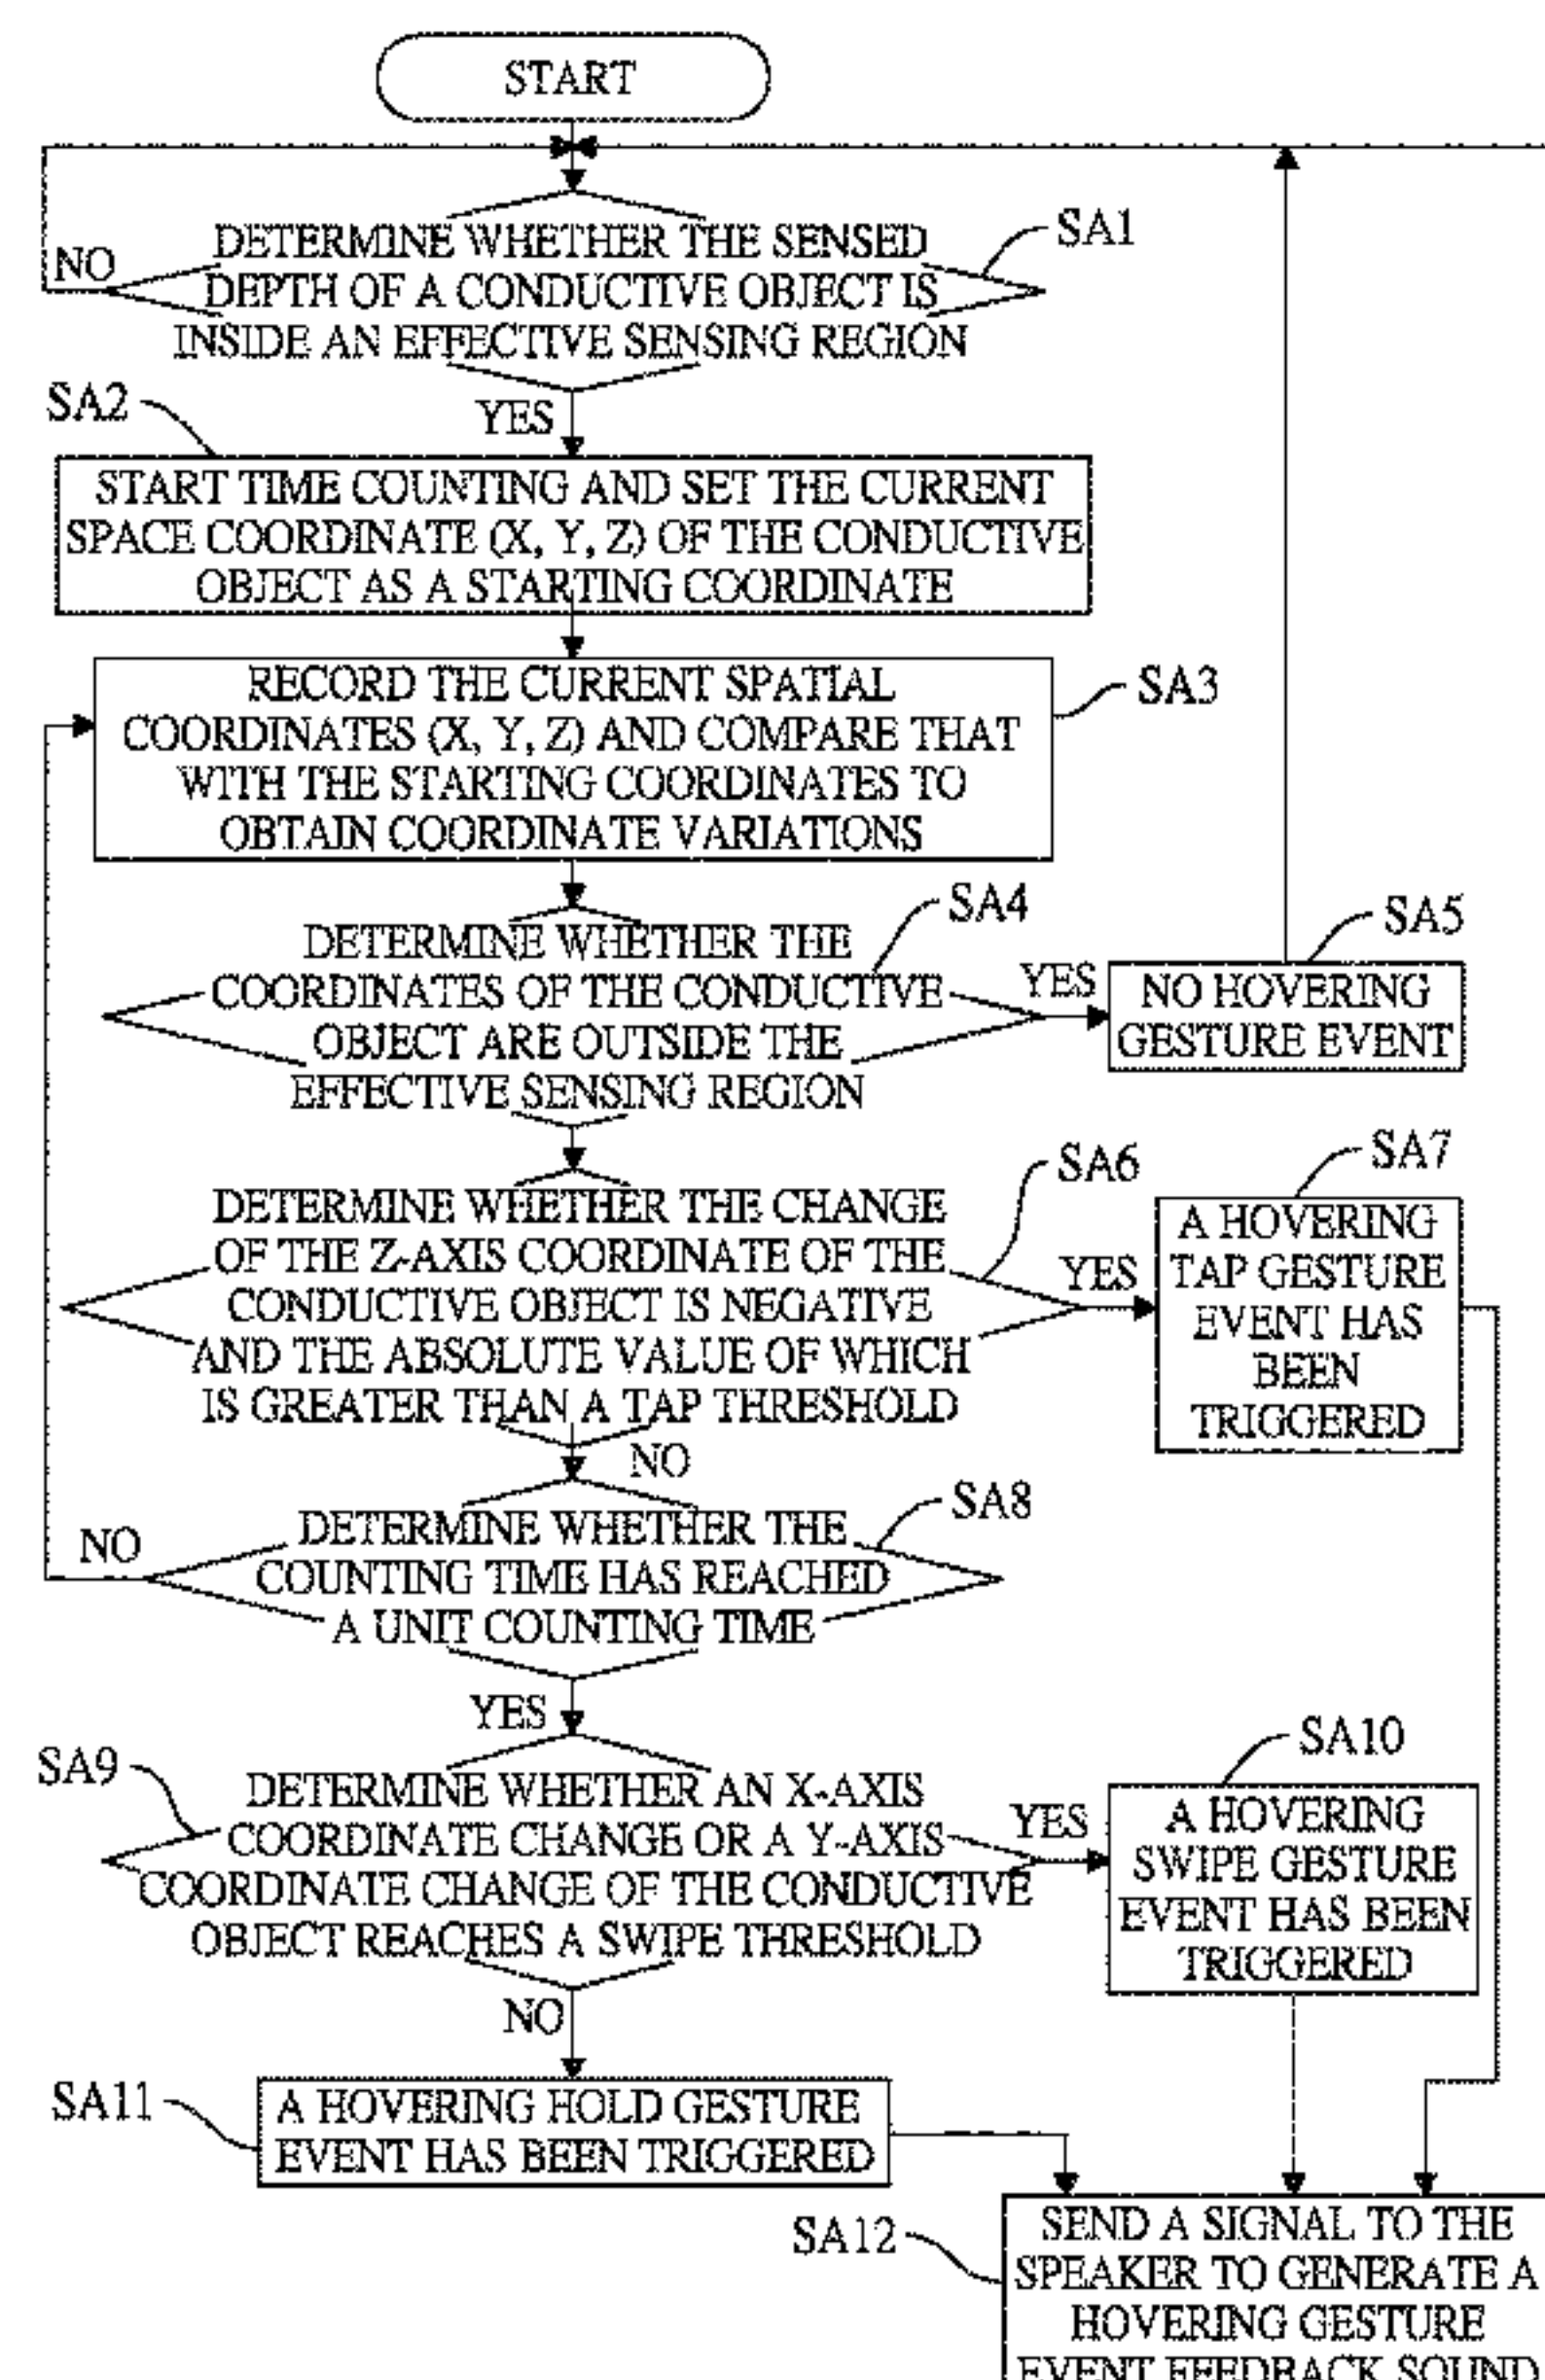 START
SA1
NO
DETERMINE WHETHER THE SENSED
DEPTH OF A CONDUCTIVE OBJECT IS
INSIDE AN EFFECTIVE SENSING REGION
SA2
YES
START TIME COUNTING AND SET THE CURRENT
SPACE COORDINATE (X, Y, Z) OF THE CONDUCTIVE
OBJECT AS A STARTING COORDINATE
SA3
RECORD THE CURRENT SPATIAL
COORDINATES (X, Y, Z) AND COMPARE THAT
WITH THE STARTING COORDINATES TO
OBTAIN COORDINATE VARIATIONS
SA4
DETERMINE WHETHER THE
COORDINATES OF THE CONDUCTIVE
OBJECT ARE OUTSIDE THE
EFFECTIVE SENSING REGION
YES
SA5
NO HOVERING
GESTURE EVENT
SA6
DETERMINE WHETHER THE CHANGE
OF THE Z-AXIS COORDINATE OF THE
CONDUCTIVE OBJECT IS NEGATIVE
AND THE ABSOLUTE VALUE OF WHICH
IS GREATER THAN A TAP THRESHOLD
YES
SA7
A HOVERING
TAP GESTURE
EVENT HAS
BEEN
TRIGGERED
NO
SA8
NO
DETERMINE WHETHER THE
COUNTING TIME HAS REACHED
A UNIT COUNTING TIME
YES
SA9
DETERMINE WHETHER AN X-AXIS
COORDINATE CHANGE OR A Y-AXIS
COORDINATE CHANGE OF THE CONDUCTIVE
OBJECT REACHES A SWIPE THRESHOLD
YES
SA10
A HOVERING
SWIPE GESTURE
EVENT HAS BEEN
TRIGGERED
NO
SA11
A HOVERING HOLD GESTURE
EVENT HAS BEEN TRIGGERED
SA12
SEND A SIGNAL TO THE
SPEAKER TO GENERATE A
HOVERING GESTURE
EVENT FEEDBACK SOUND